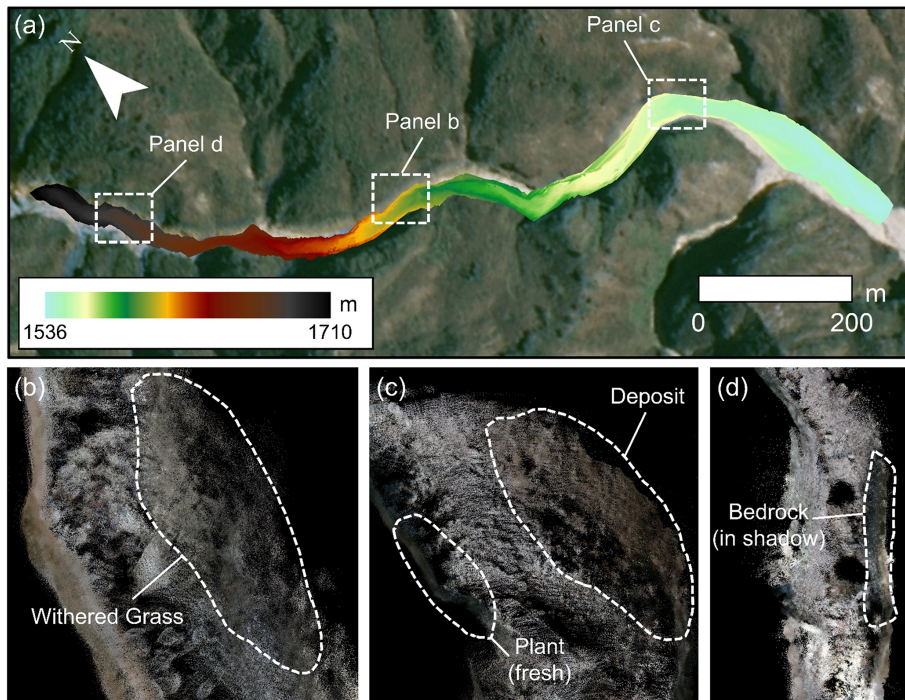 (a)
N
Panel c
Panel b
Panel d
m
1536
1710
m
0
200
(b)
Withered Grass
(c)
Deposit
Plant
(fresh)
(d)
Bedrock
(in shadow)